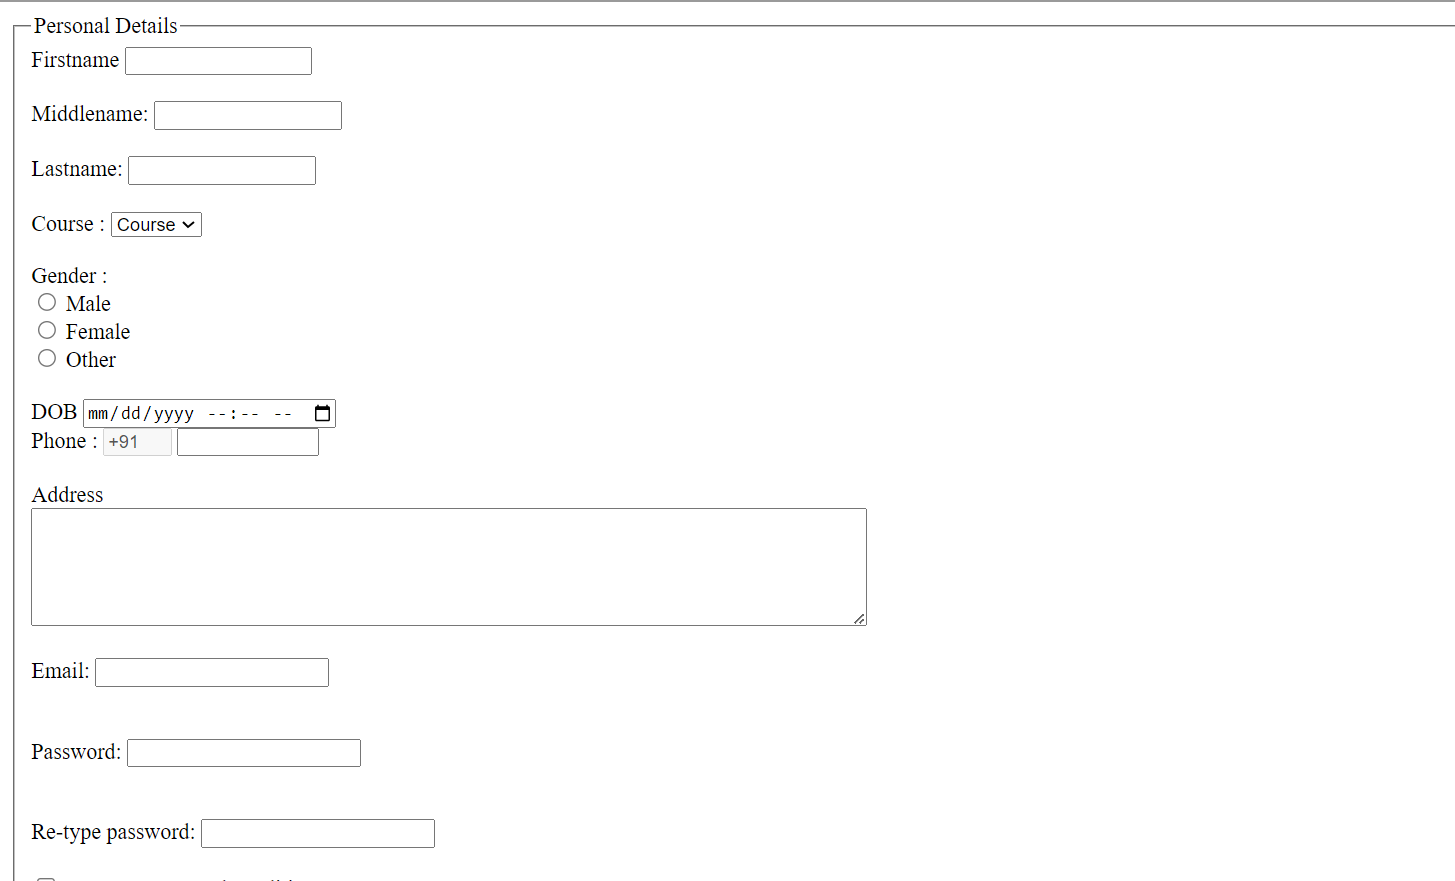 Personal Details
Firstname
Middlename:
Lastname:
Course : Course
Gender :
Male
Female
Other
DOB mm/dd/yyyy --:-- --
Phone : +91
Address
Email:
Password:
Re-type password: